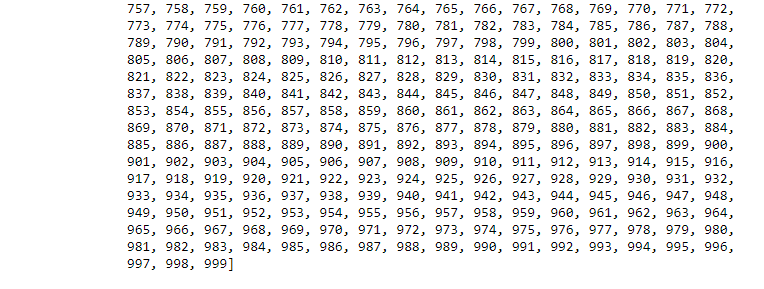 757, 758, 759, 760, 761, 762, 763, 764, 765, 766, 767, 768, 769, 770, 771, 772,
773, 774, 775, 776, 777, 778, 779, 780, 781, 782, 783, 784, 785, 786, 787, 788,
789, 790, 791, 792, 793, 794, 795, 796, 797, 798, 799, 800, 801, 802, 803, 804,
805, 806, 807, 808, 809, 810, 811, 812, 813, 814, 815, 816, 817, 818, 819, 820,
821, 822, 823, 824, 825, 826, 827, 828, 829, 830, 831, 832, 833, 834, 835, 836,
837, 838, 839, 840, 841, 842, 843, 844, 845, 846, 847, 848, 849, 850, 851, 852,
853, 854, 855, 856, 857, 858, 859, 860, 861, 862, 863, 864, 865, 866, 867, 868,
869, 870, 871, 872, 873, 874, 875, 876, 877, 878, 879, 880, 881, 882, 883, 884,
885, 886, 887, 888, 889, 890, 891, 892, 893, 894, 895, 896, 897, 898, 899, 900,
901, 902, 903, 904, 905, 906, 907, 908, 909, 910, 911, 912, 913, 914, 915, 916,
917, 918, 919, 920, 921, 922, 923, 924, 925, 926, 927, 928, 929, 930, 931, 932,
933, 934, 935, 936, 937, 938, 939, 940, 941, 942, 943, 944, 945, 946, 947, 948,
949, 950, 951, 952, 953, 954, 955, 956, 957, 958, 959, 960, 961, 962, 963, 964,
965, 966, 967, 968, 969, 970, 971, 972, 973, 974, 975, 976, 977, 978, 979, 980,
981, 982, 983, 984, 985, 986, 987, 988, 989, 990, 991, 992, 993, 994, 995, 996,
997, 998, 999]